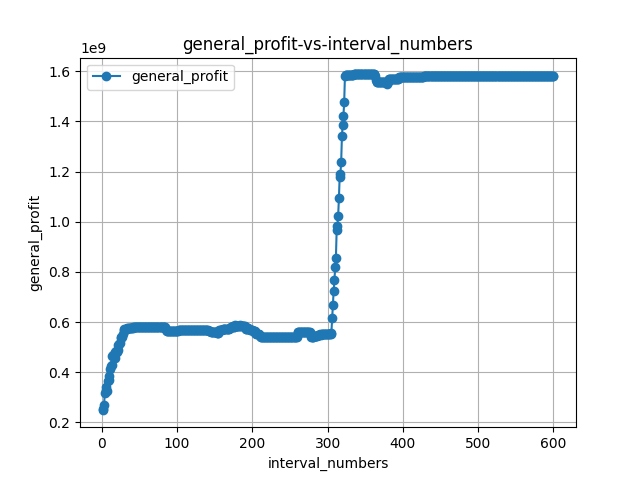 general_profit-vs-interval_numbers
1e9
general_profit
1.6
1.4
1.2
1.0
0.8
0.6
0.4
0.2
general_profit
0 100 200 300 400 500 600
interval_numbers